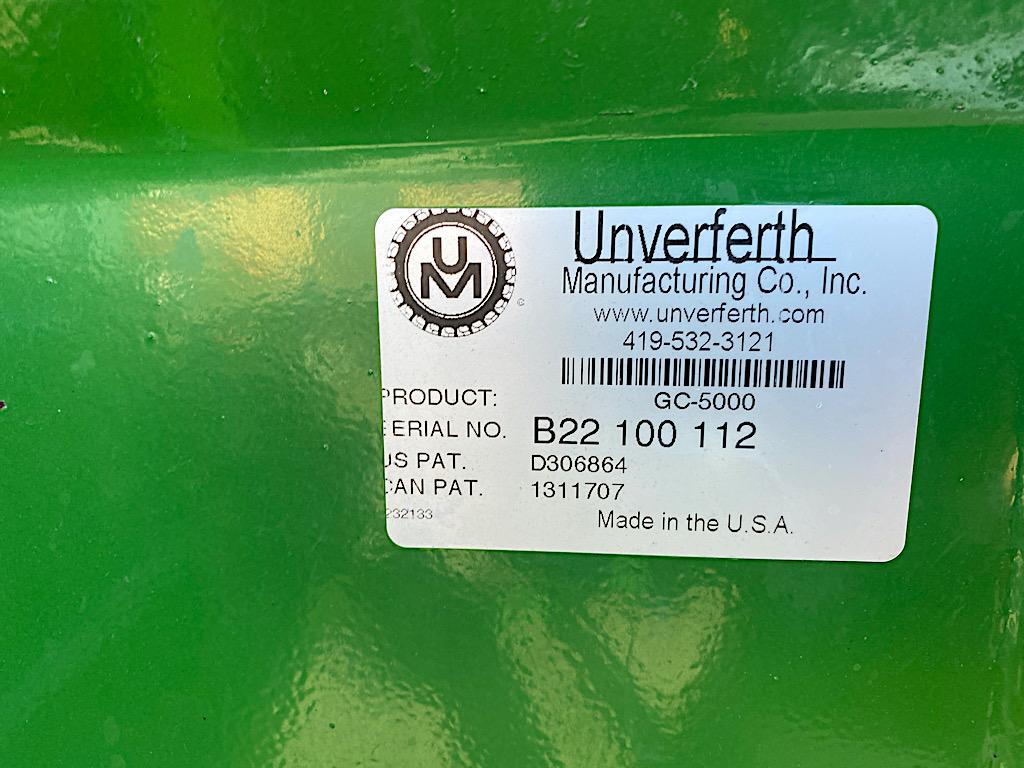 UM
©
Unverferth
Manufacturing Co., Inc.
www.unverferth.com
419-532-3121
PRODUCT: GC-5000
ERIAL NO. B22 100 112
US PAT. D306864
CAN PAT. 1311707
232133 Made in the U.S.A.